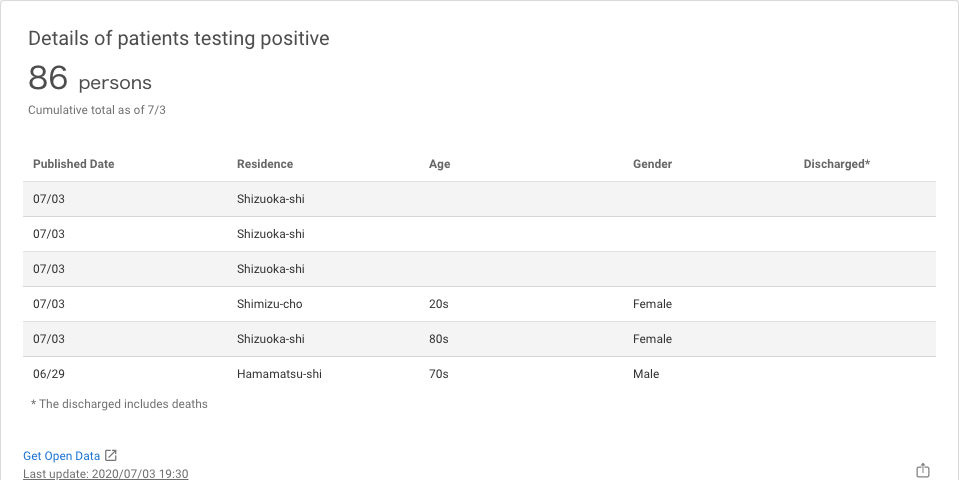 Details of patients testing positive
86 persons
Cumulative total as of 7/3
Published Date Residence Age Gender Discharged*
07/03 Shizuoka-shi
07/03 Shizuoka-shi
07/03 Shizuoka-shi
07/03 Shimizu-cho 20s Female
07/03 Shizuoka-shi 80s Female
06/29 Hamamatsu-shi 70s Male
* The discharged includes deaths
Get Open Data
Last update: 2020/07/03 19:30